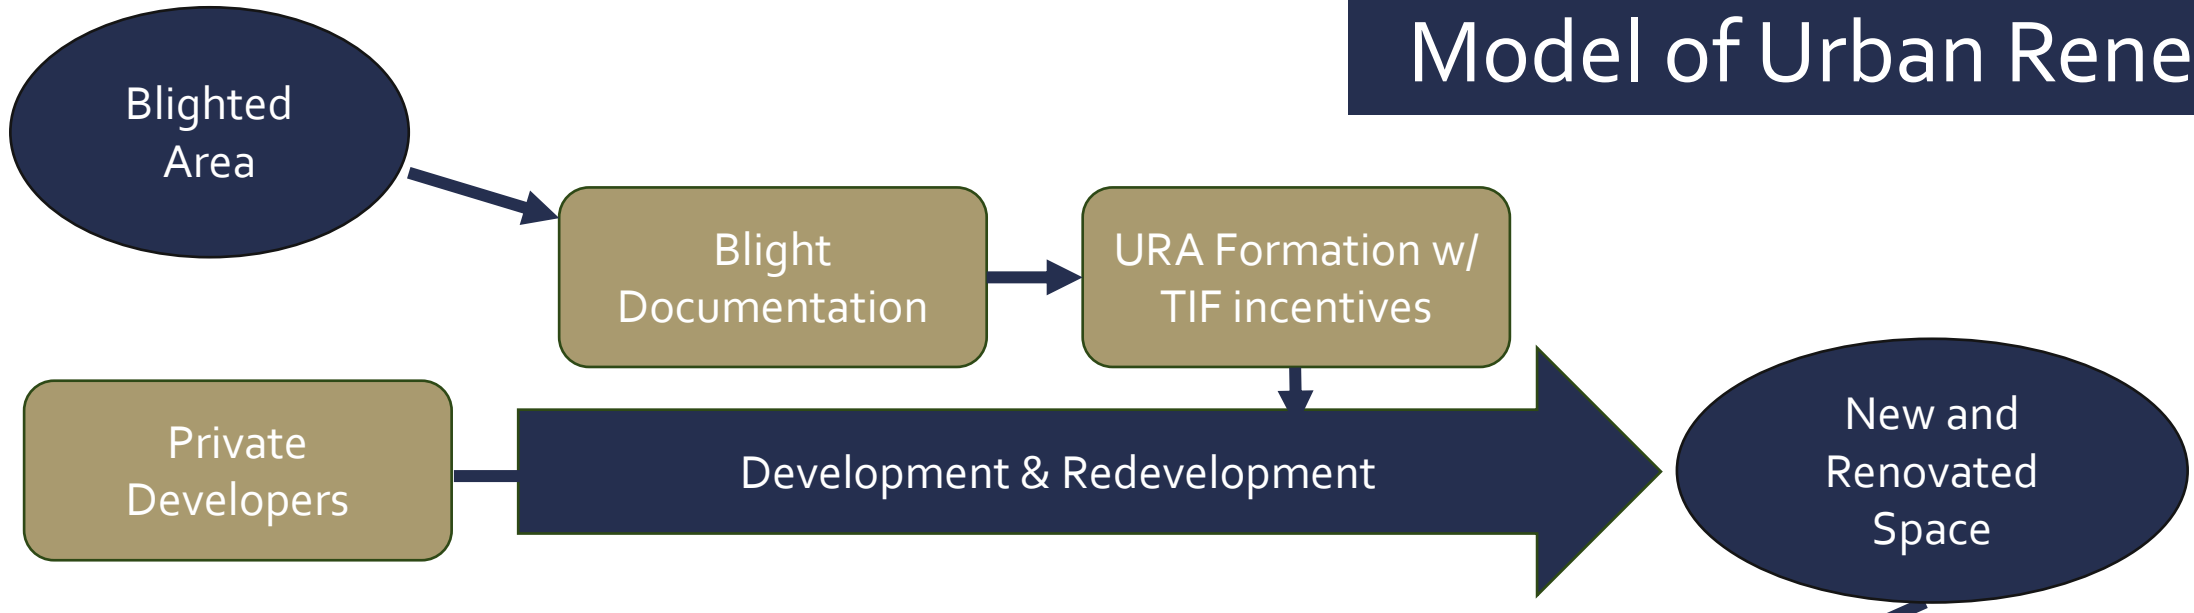 Model of Urban Rene
Blighted
Area
Blight
Documentation
URA Formation w/
TIF incentives
Private
Developers
Development & Redevelopment
New and
Renovated
Space